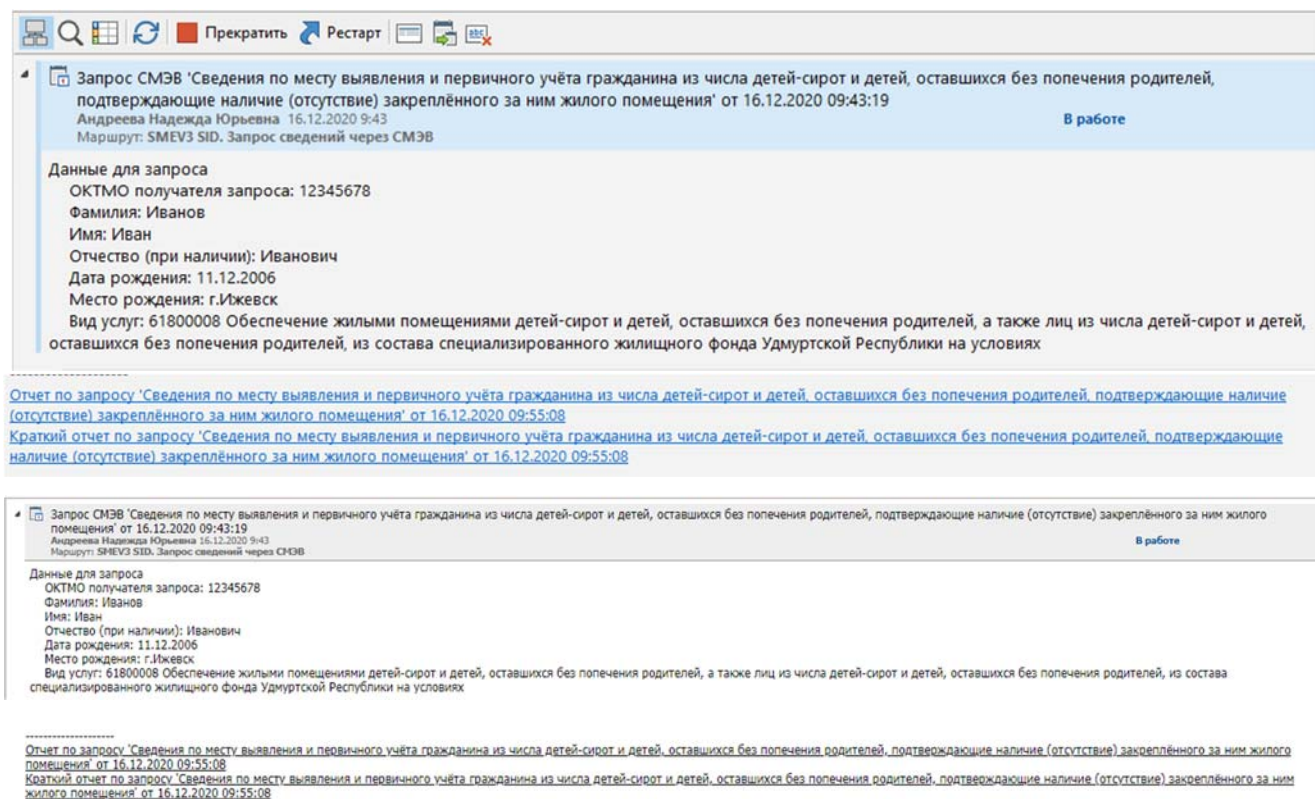 Прекратить Рестарт
Запрос СМЭВ 'Сведения по месту выявления и первичного учёта гражданина из числа детей-сирот и детей, оставшихся без попечения родителей,
подтверждающие наличие (отсутствие) закреплённого за ним жилого помещения' от 16.12.2020 09:43:19
Андреева Надежда Юрьевна 16.12.2020 9:43 В работе
Маршрут: SMEV3 SID. Запрос сведений через СМЭВ
Данные для запроса
ОКТМО получателя запроса: 12345678
Фамилия: Иванов
Имя: Иван
Отчество (при наличии): Иванович
Дата рождения: 11.12.2006
Место рождения: г.Ижевск
Вид услуг: 61800008 Обеспечение жилыми помещениями детей-сирот и детей, оставшихся без попечения родителей, а также лиц из числа детей-сирот и детей,
оставшихся без попечения родителей, из состава специализированного жилищного фонда Удмуртской Республики на условиях
--------------------
Отчет по запросу 'Сведения по месту выявления и первичного учёта гражданина из числа детей-сирот и детей, оставшихся без попечения родителей, подтверждающие наличие
(отсутствие) закреплённого за ним жилого помещения' от 16.12.2020 09:55:08
Краткий отчет по запросу 'Сведения по месту выявления и первичного учёта гражданина из числа детей-сирот и детей, оставшихся без попечения родителей, подтверждающие
наличие (отсутствие) закреплённого за ним жилого помещения' от 16.12.2020 09:55:08
Запрос СМЭВ 'Сведения по месту выявления и первичного учёта гражданина из числа детей-сирот и детей, оставшихся без попечения родителей, подтверждающие наличие (отсутствие) закреплённого за ним жилого
помещения' от 16.12.2020 09:43:19
Андреева Надежда Юрьевна 16.12.2020 9:43 В работе
Маршрут: SMEV3 SID. Запрос сведений через СМЭВ
Данные для запроса
ОКТМО получателя запроса: 12345678
Фамилия: Иванов
Имя: Иван
Отчество (при наличии): Иванович
Дата рождения: 11.12.2006
Место рождения: г.Ижевск
Вид услуг: 61800008 Обеспечение жилыми помещениями детей-сирот и детей, оставшихся без попечения родителей, а также лиц из числа детей-сирот и детей, оставшихся без попечения родителей, из состава
специализированного жилищного фонда Удмуртской Республики на условиях
--------------------
Отчет по запросу 'Сведения по месту выявления и первичного учёта гражданина из числа детей-сирот и детей, оставшихся без попечения родителей, подтверждающие наличие (отсутствие) закреплённого за ним жилого
помещения' от 16.12.2020 09:55:08
Краткий отчет по запросу 'Сведения по месту выявления и первичного учёта гражданина из числа детей-сирот и детей, оставшихся без попечения родителей, подтверждающие наличие (отсутствие) закреплённого за ним
жилого помещения' от 16.12.2020 09:55:08